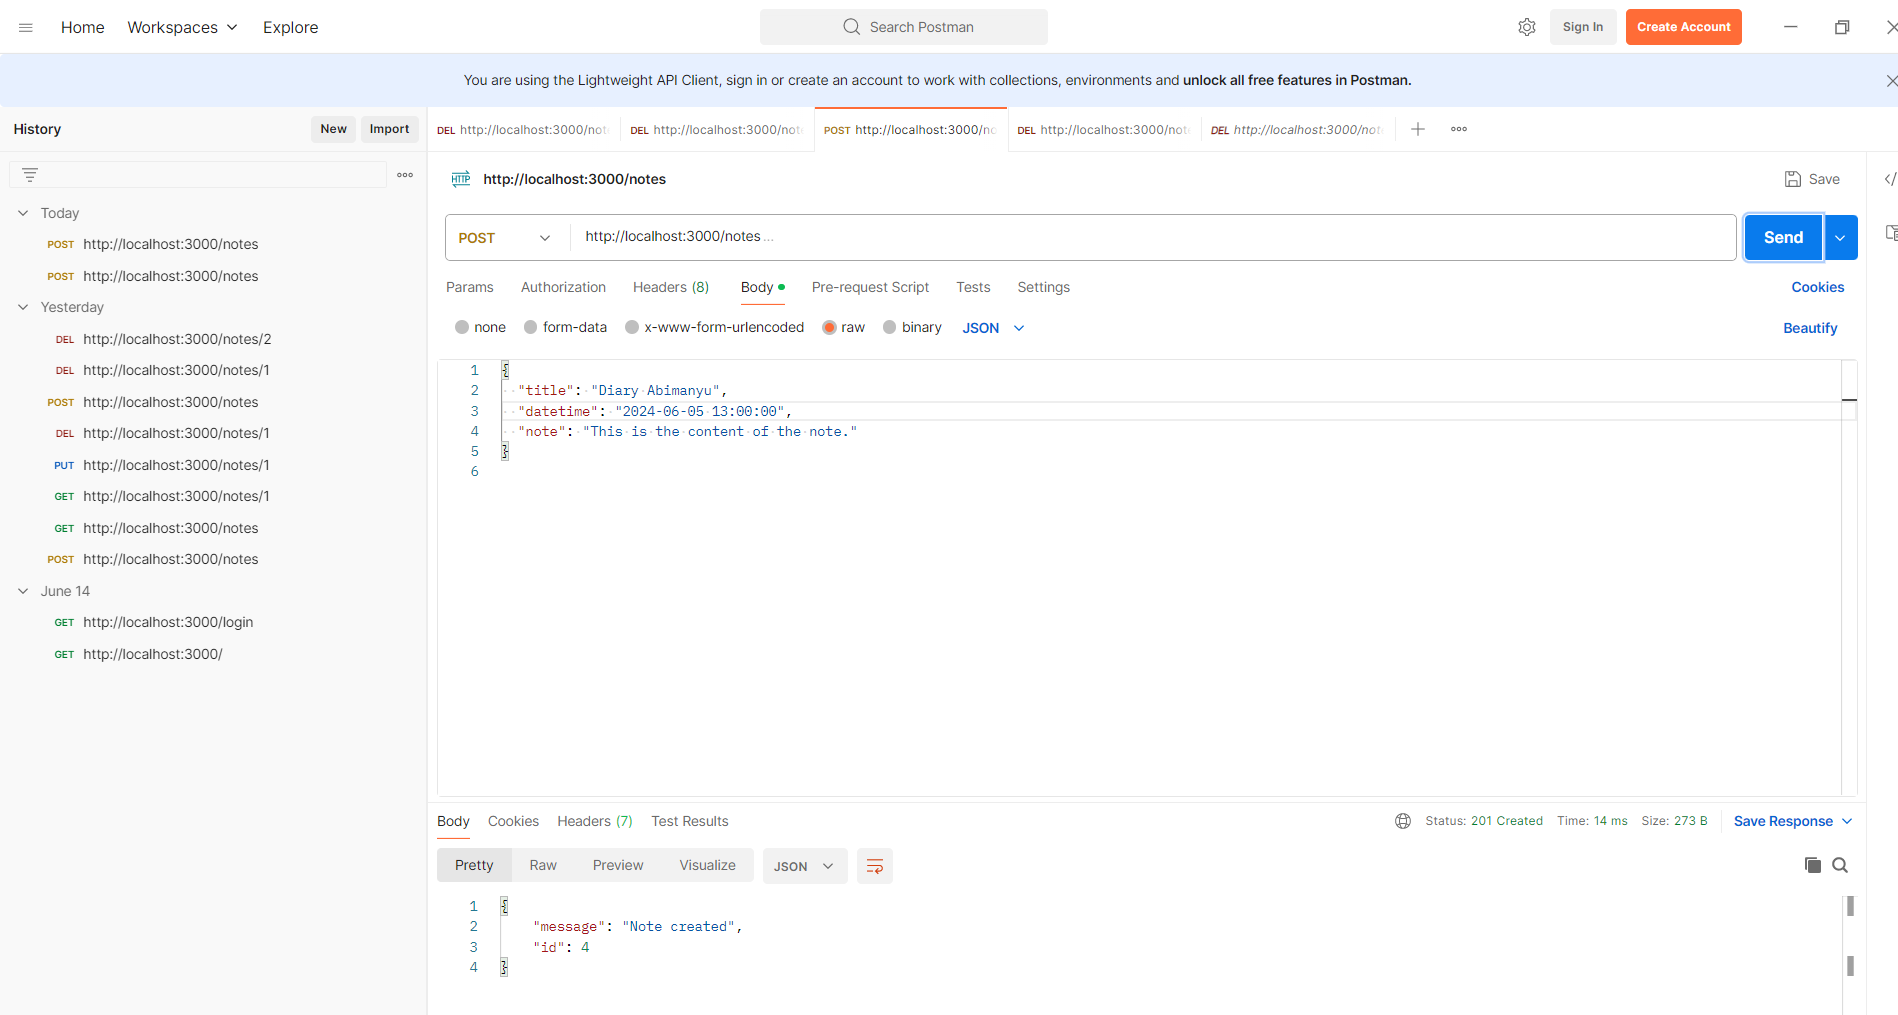 Home Workspaces Explore Search Postman Sign In Create Account
You are using the Lightweight API Client, sign in or create an account to work with collections, environments and unlock all free features in Postman.
History New Import
DEL http://localhost:3000/not DEL http://localhost:3000/not POST http://localhost:3000/no DEL http://localhost:3000/not DEL http://localhost:3000/not
HTTP http://localhost:3000/notes Save </
Today
POST http://localhost:3000/notes
POST http://localhost:3000/notes
Yesterday
DEL http://localhost:3000/notes/2
DEL http://localhost:3000/notes/1
POST http://localhost:3000/notes
DEL http://localhost:3000/notes/1
PUT http://localhost:3000/notes/1
GET http://localhost:3000/notes/1
GET http://localhost:3000/notes
POST http://localhost:3000/notes
June 14
GET http://localhost:3000/login
GET http://localhost:3000/
POST http://localhost:3000/notes ... Send
Params Authorization Headers (8) Body Pre-request Script Tests Settings Cookies
none form-data x-www-form-urlencoded raw binary JSON Beautify
1 {
2 "title": "Diary Abimanyu",
3 "datetime": "2024-06-05 13:00:00",
4 "note": "This is the content of the note."
5 }
6
Body Cookies Headers (7) Test Results Status: 201 Created Time: 14 ms Size: 273 B Save Response
Pretty Raw Preview Visualize JSON
1 {
2 "message": "Note created",
3 "id": 4
4 }